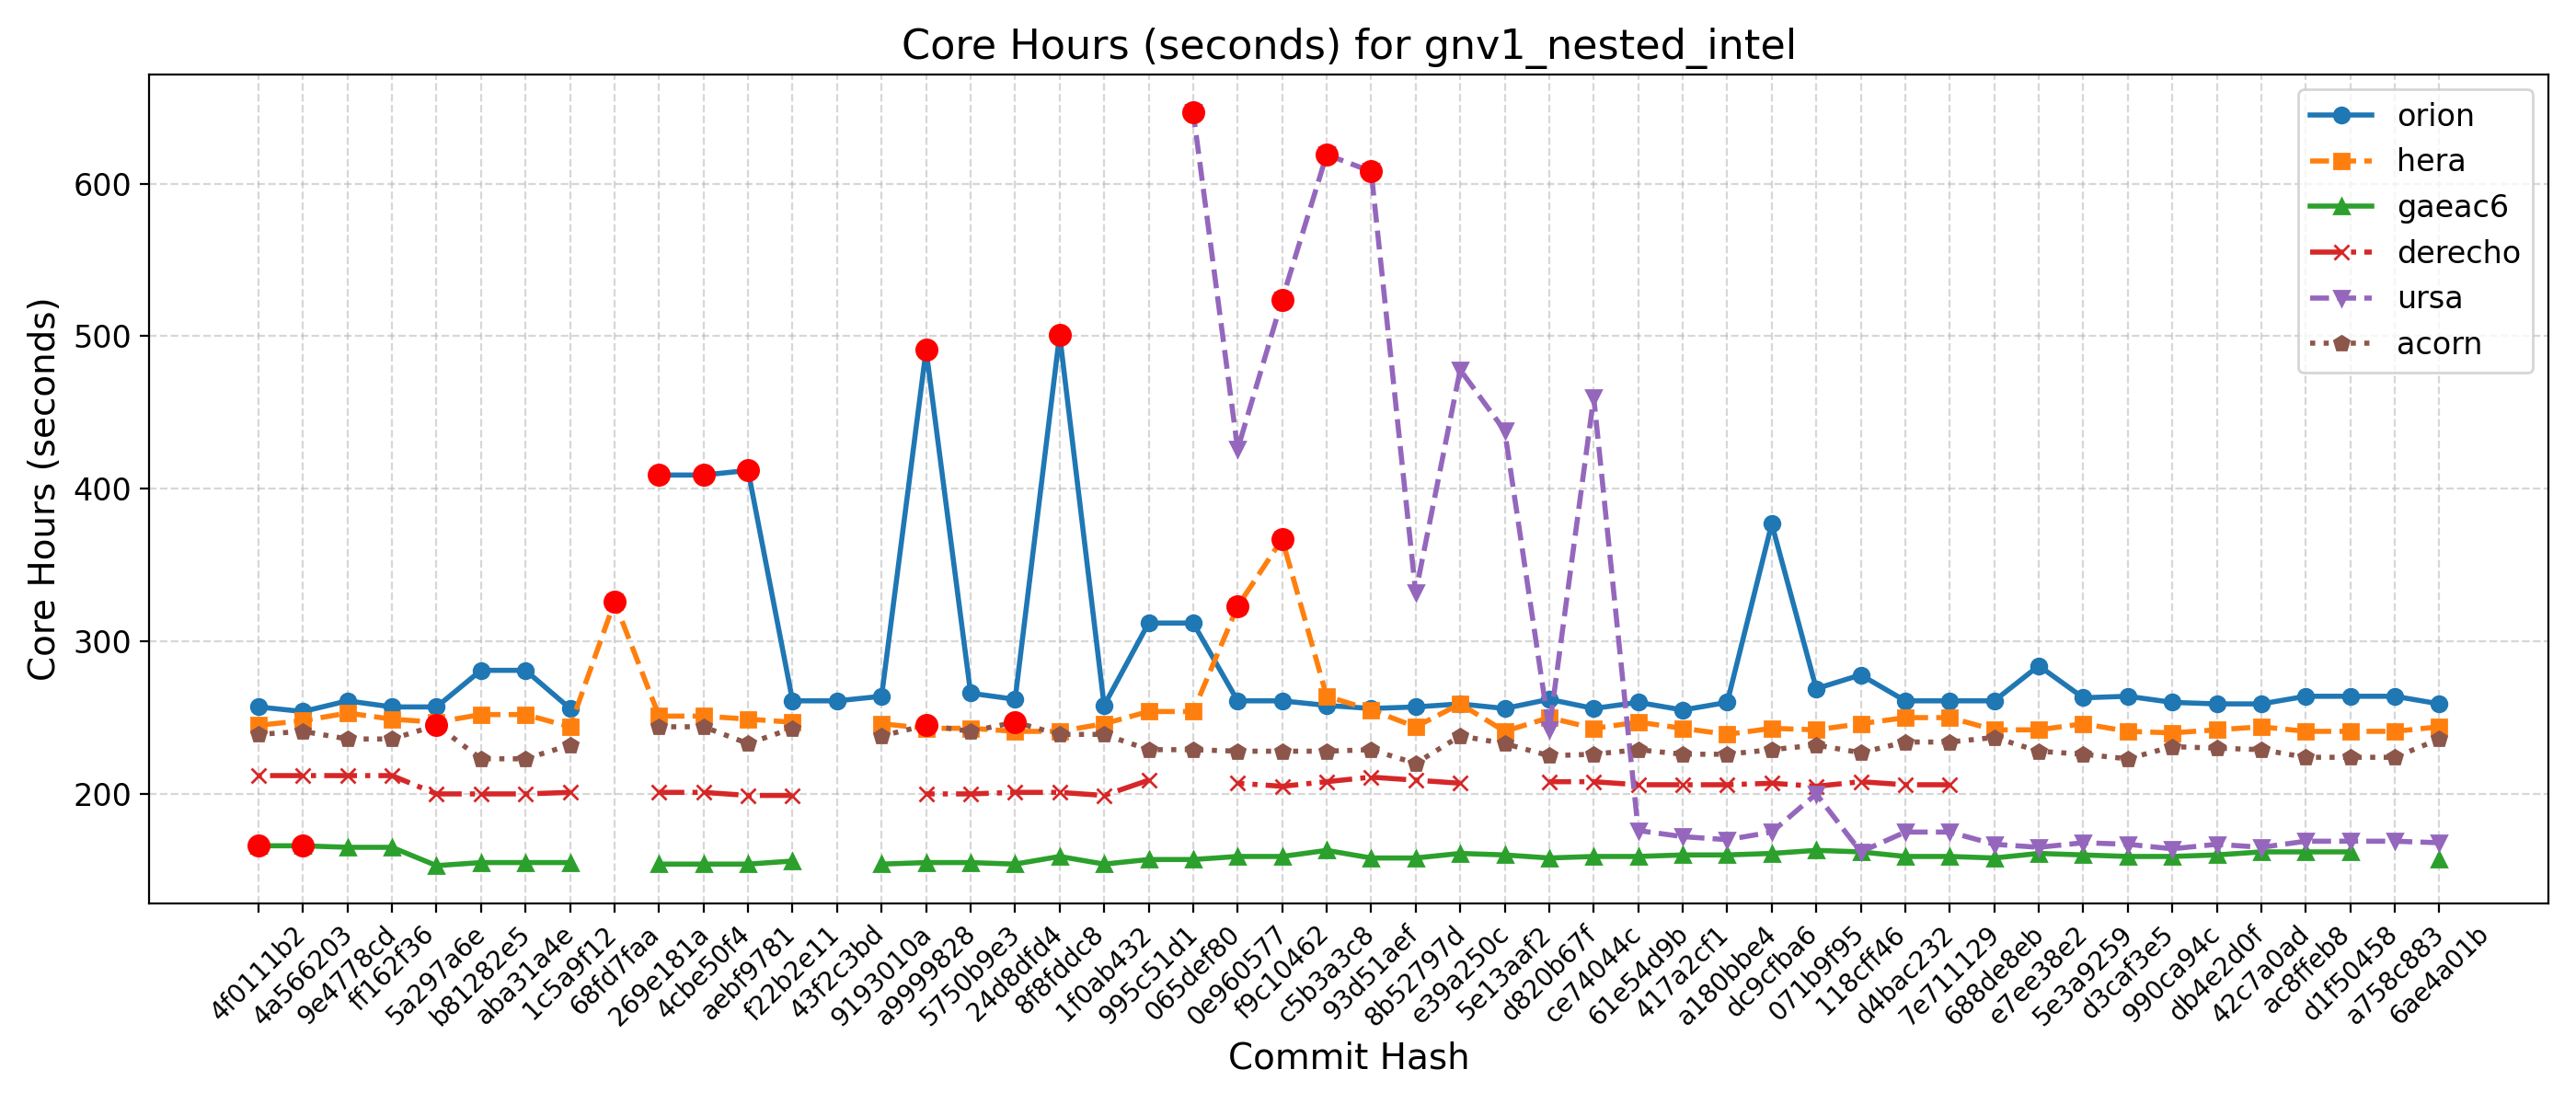 Core Hours (seconds) for gnv1_nested_intel
Core Hours (seconds)
600
500
400
300
200
orion
hera
gaeac6
derecho
ursa
acorn
4f0111b2
4a566203
9e4778cd
ff162f36
5a297a6e
b81282e5
aba31a4e
1c5a9f12
68fd7faa
269e181a
4cbe50f4
aebf9781
f22b2e11
43f2c3bd
9193010a
a9999828
5750b9e3
24d8dfd4
8f8fddc8
1f0ab432
995c51d1
065def80
0e960577
f9c10462
c5b3a3c8
93d51aef
8b52797d
e39a250c
5e13aaf2
d820b67f
ce74044c
61e54d9b
417a2cf1
a180bbe4
dc9cfba6
071b9f95
118cff46
d4bac232
7e711129
688de8eb
e7ee38e2
5e3a9259
d3caf3e5
990ca94c
db4e2d0f
42c7a0ad
ac8ffeb8
d1f50458
a758c883
6ae4a01b
Commit Hash